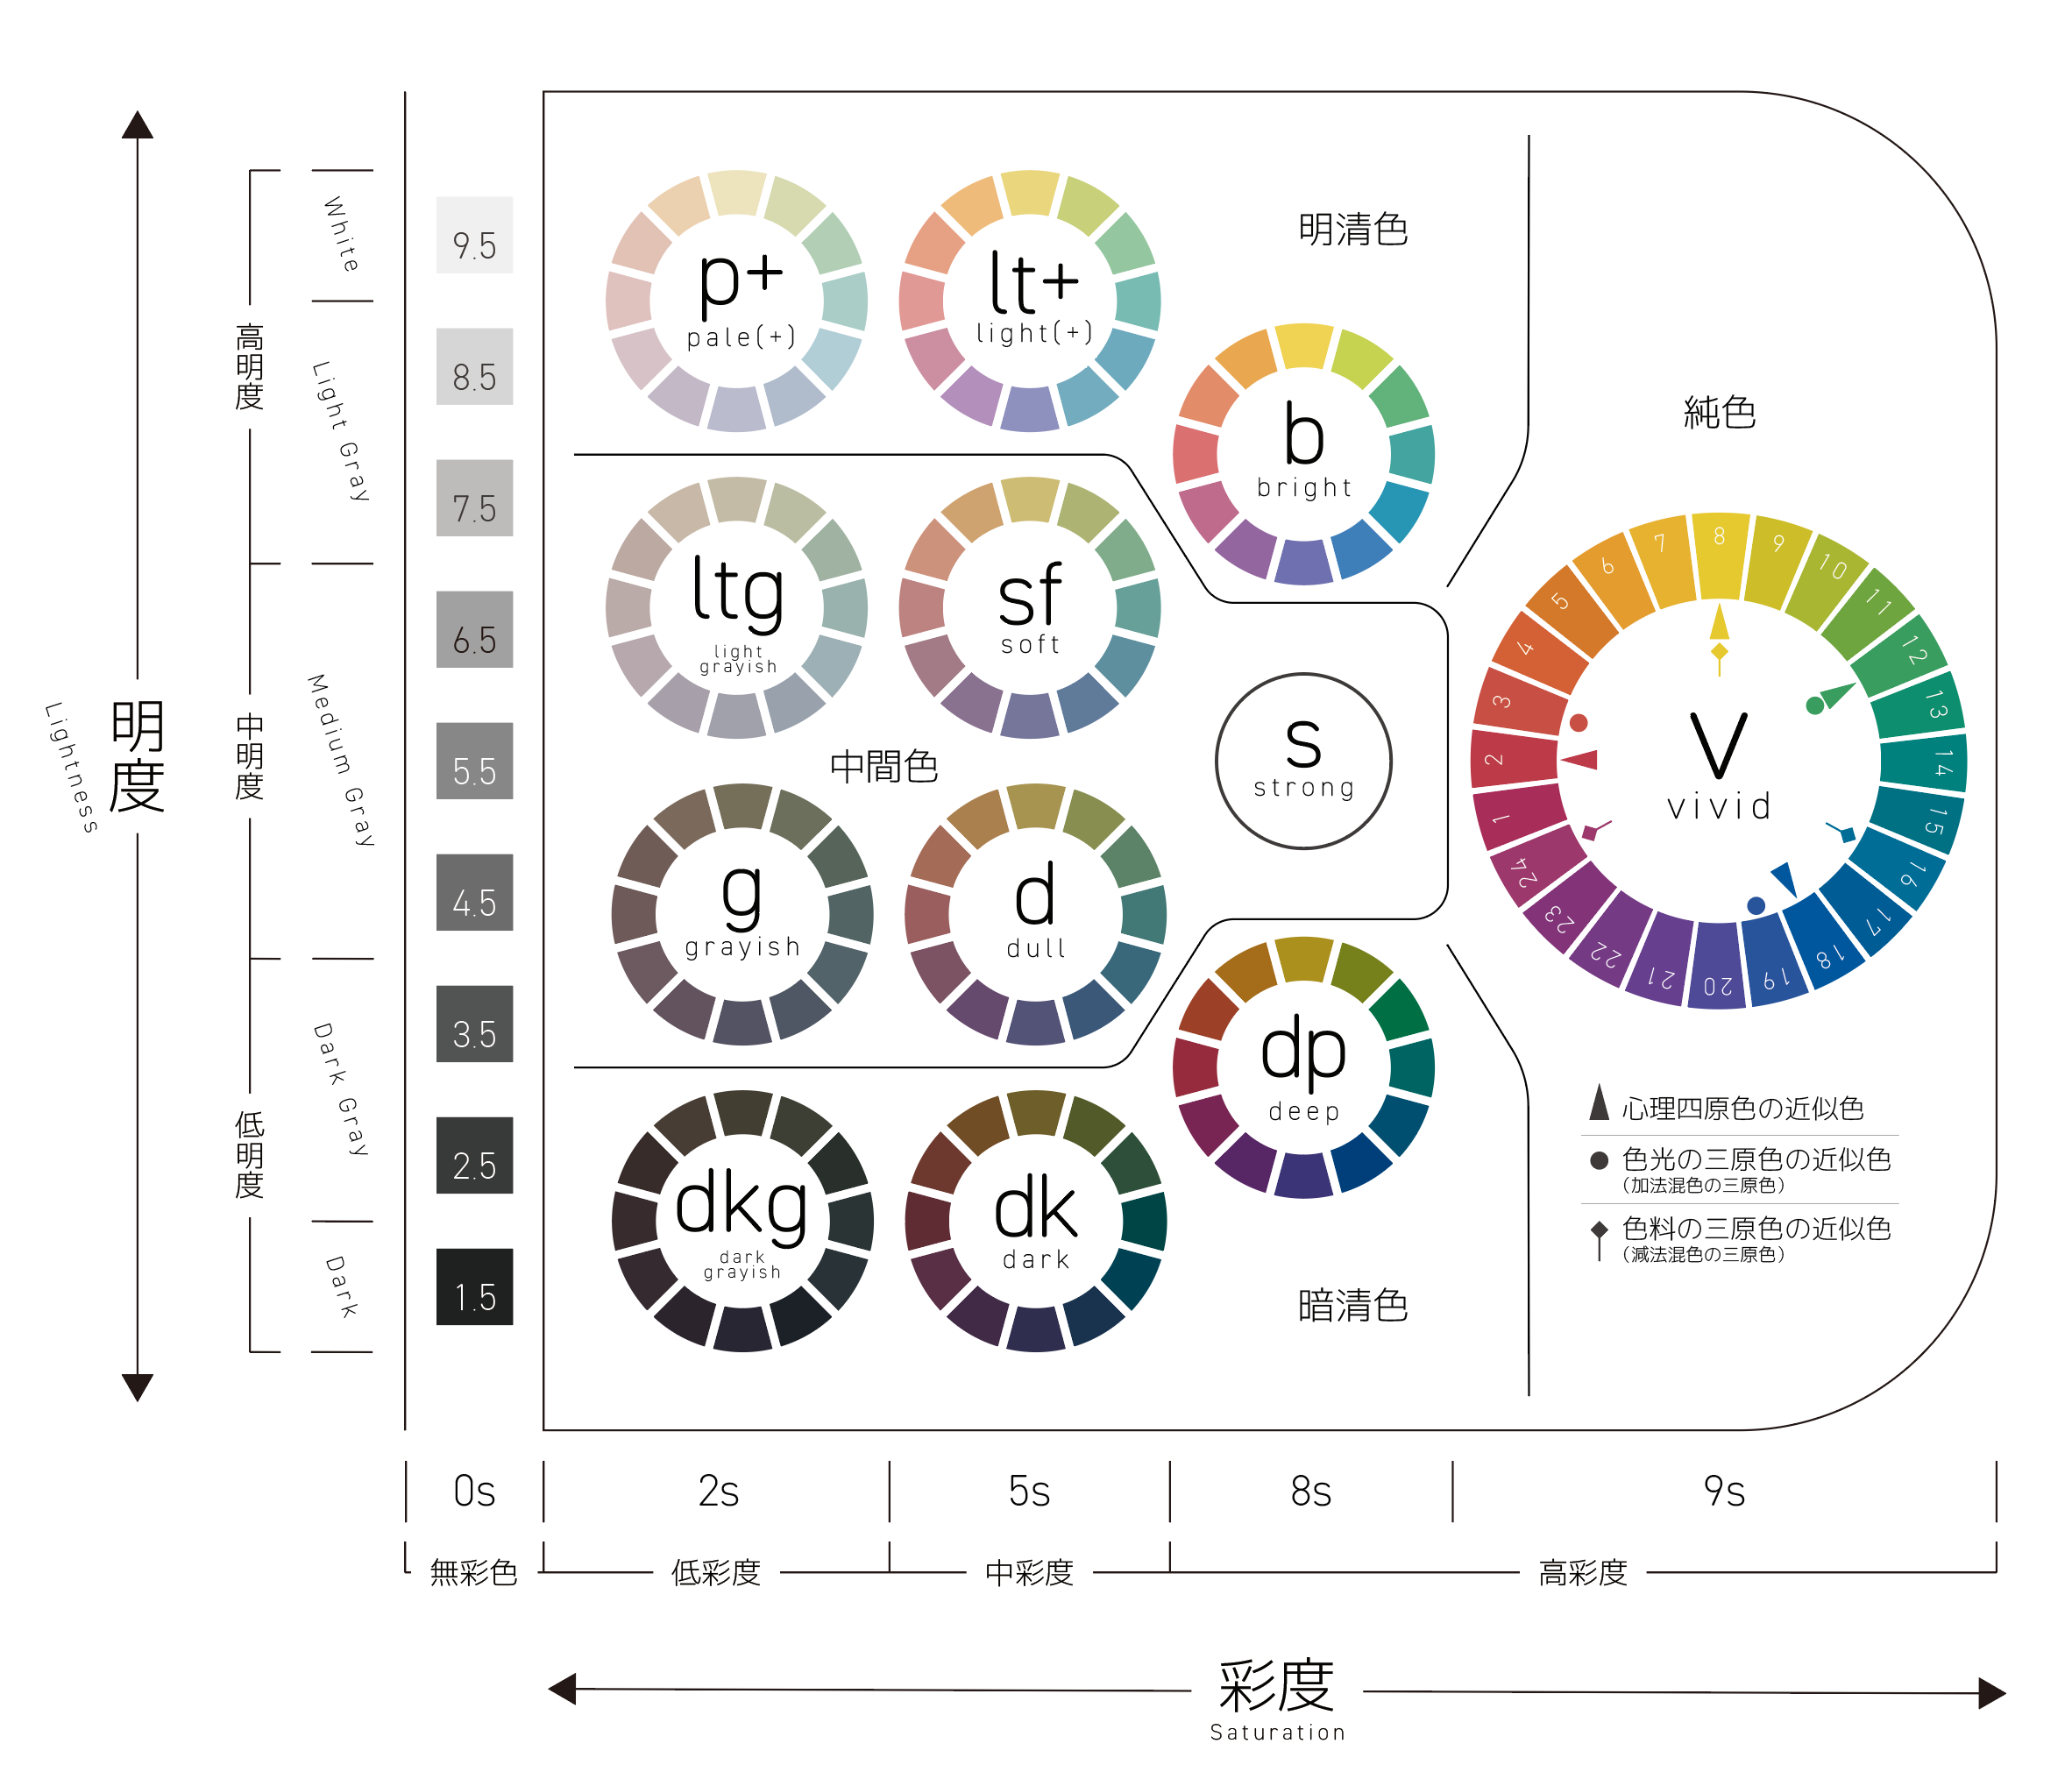 明度
Lightness
高明度
中明度
低明度
White
Light Gray
Medium Gray
Dark Gray
Dark
9.5
8.5
7.5
6.5
5.5
4.5
3.5
2.5
1.5
p+
pale(+)
lt+
light(+)
明清色
b
bright
純色
ltg
light
grayish
sf
soft
中間色
s
strong
g
grayish
d
dull
dp
deep
dkg
dark
grayish
dk
dark
暗清色
V
vivid
1
2
3
4
5
6
7
8
9
10
11
12
13
14
15
16
17
18
19
20
21
22
23
24
心理四原色の近似色
色光の三原色の近似色
(加法混色の三原色)
色料の三原色の近似色
(減法混色の三原色)
0s
2s
5s
8s
9s
無彩色
低彩度
中彩度
高彩度
彩度
Saturation